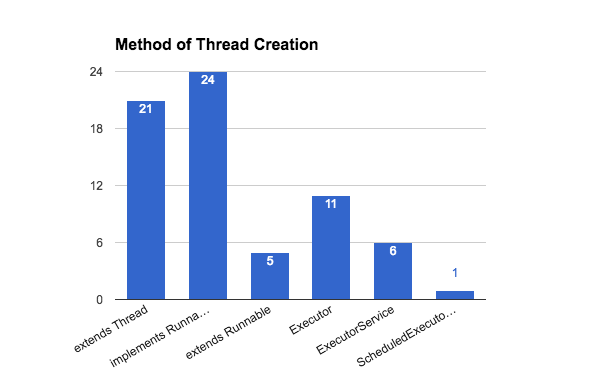 Method of Thread Creation
24
18
12
6
0
21
24
5
11
6
1
extends Thread
implements Runna…
extends Runnable
Executor
ExecutorService
ScheduledExecuto…